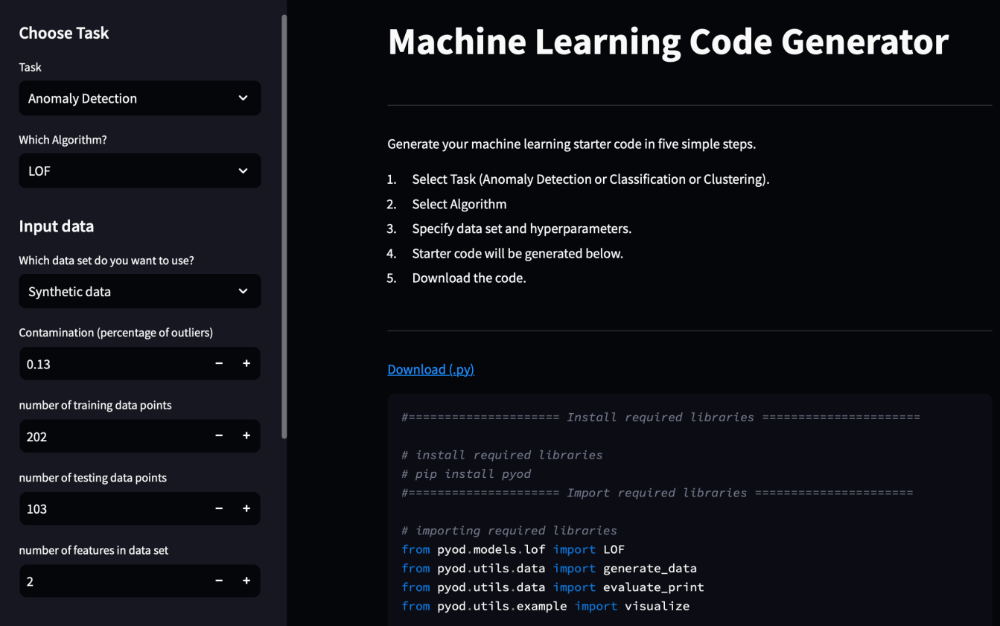 Choose Task
Task
Anomaly Detection
Which Algorithm?
LOF
Input data
Which data set do you want to use?
Synthetic data
Contamination (percentage of outliers)
0.13 − +
number of training data points
202 − +
number of testing data points
103 − +
number of features in data set
2 − +
Machine Learning Code Generator
Generate your machine learning starter code in five simple steps.
1. Select Task (Anomaly Detection or Classification or Clustering).
2. Select Algorithm
3. Specify data set and hyperparameters.
4. Starter code will be generated below.
5. Download the code.
Download (.py)
#===================== Install required libraries ======================
# install required libraries
# pip install pyod
#===================== Import required libraries ======================
# importing required libraries
from pyod.models.lof import LOF
from pyod.utils.data import generate_data
from pyod.utils.data import evaluate_print
from pyod.utils.example import visualize